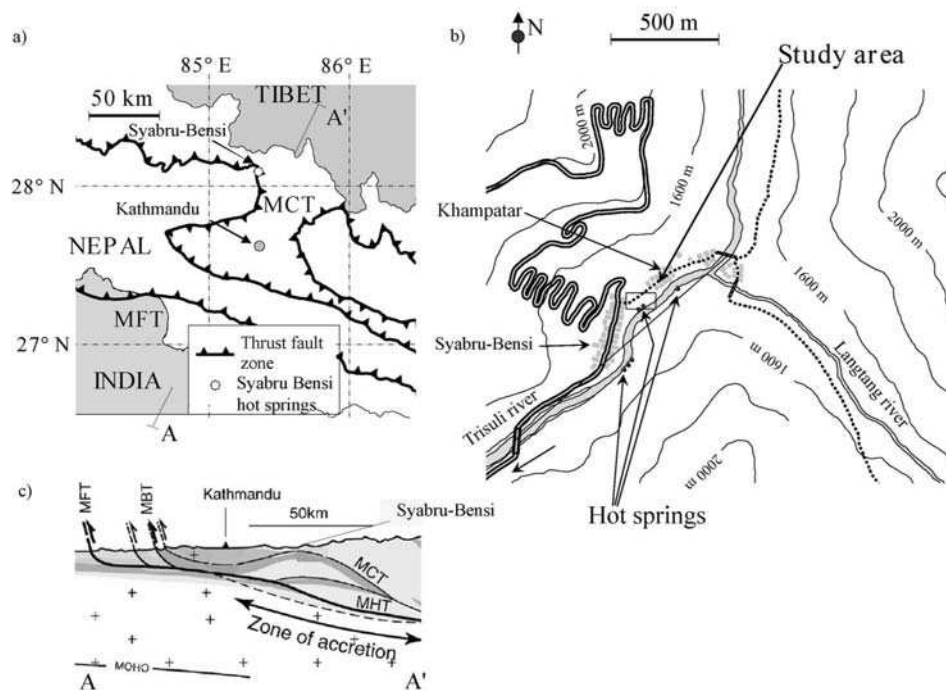 a)
85° E
86° E
50 km
TIBET
A'
Syabru-Bensi
28° N
MCT
Kathmandu
NEPAL
MFT
27° N
Thrust fault
zone
INDIA
Syabru Bensi
hot springs
A
b)
N
500 m
Study area
2000 m
Khampatar
1600 m
2000 m
1600 m
Syabru-Bensi
1600 m
Langtang river
Trisuli river
2000 m
Hot springs
c)
MFT
MBT
Kathmandu
50km
Syabru-Bensi
MCT
MHT
Zone of accretion
MOHO
A
A'